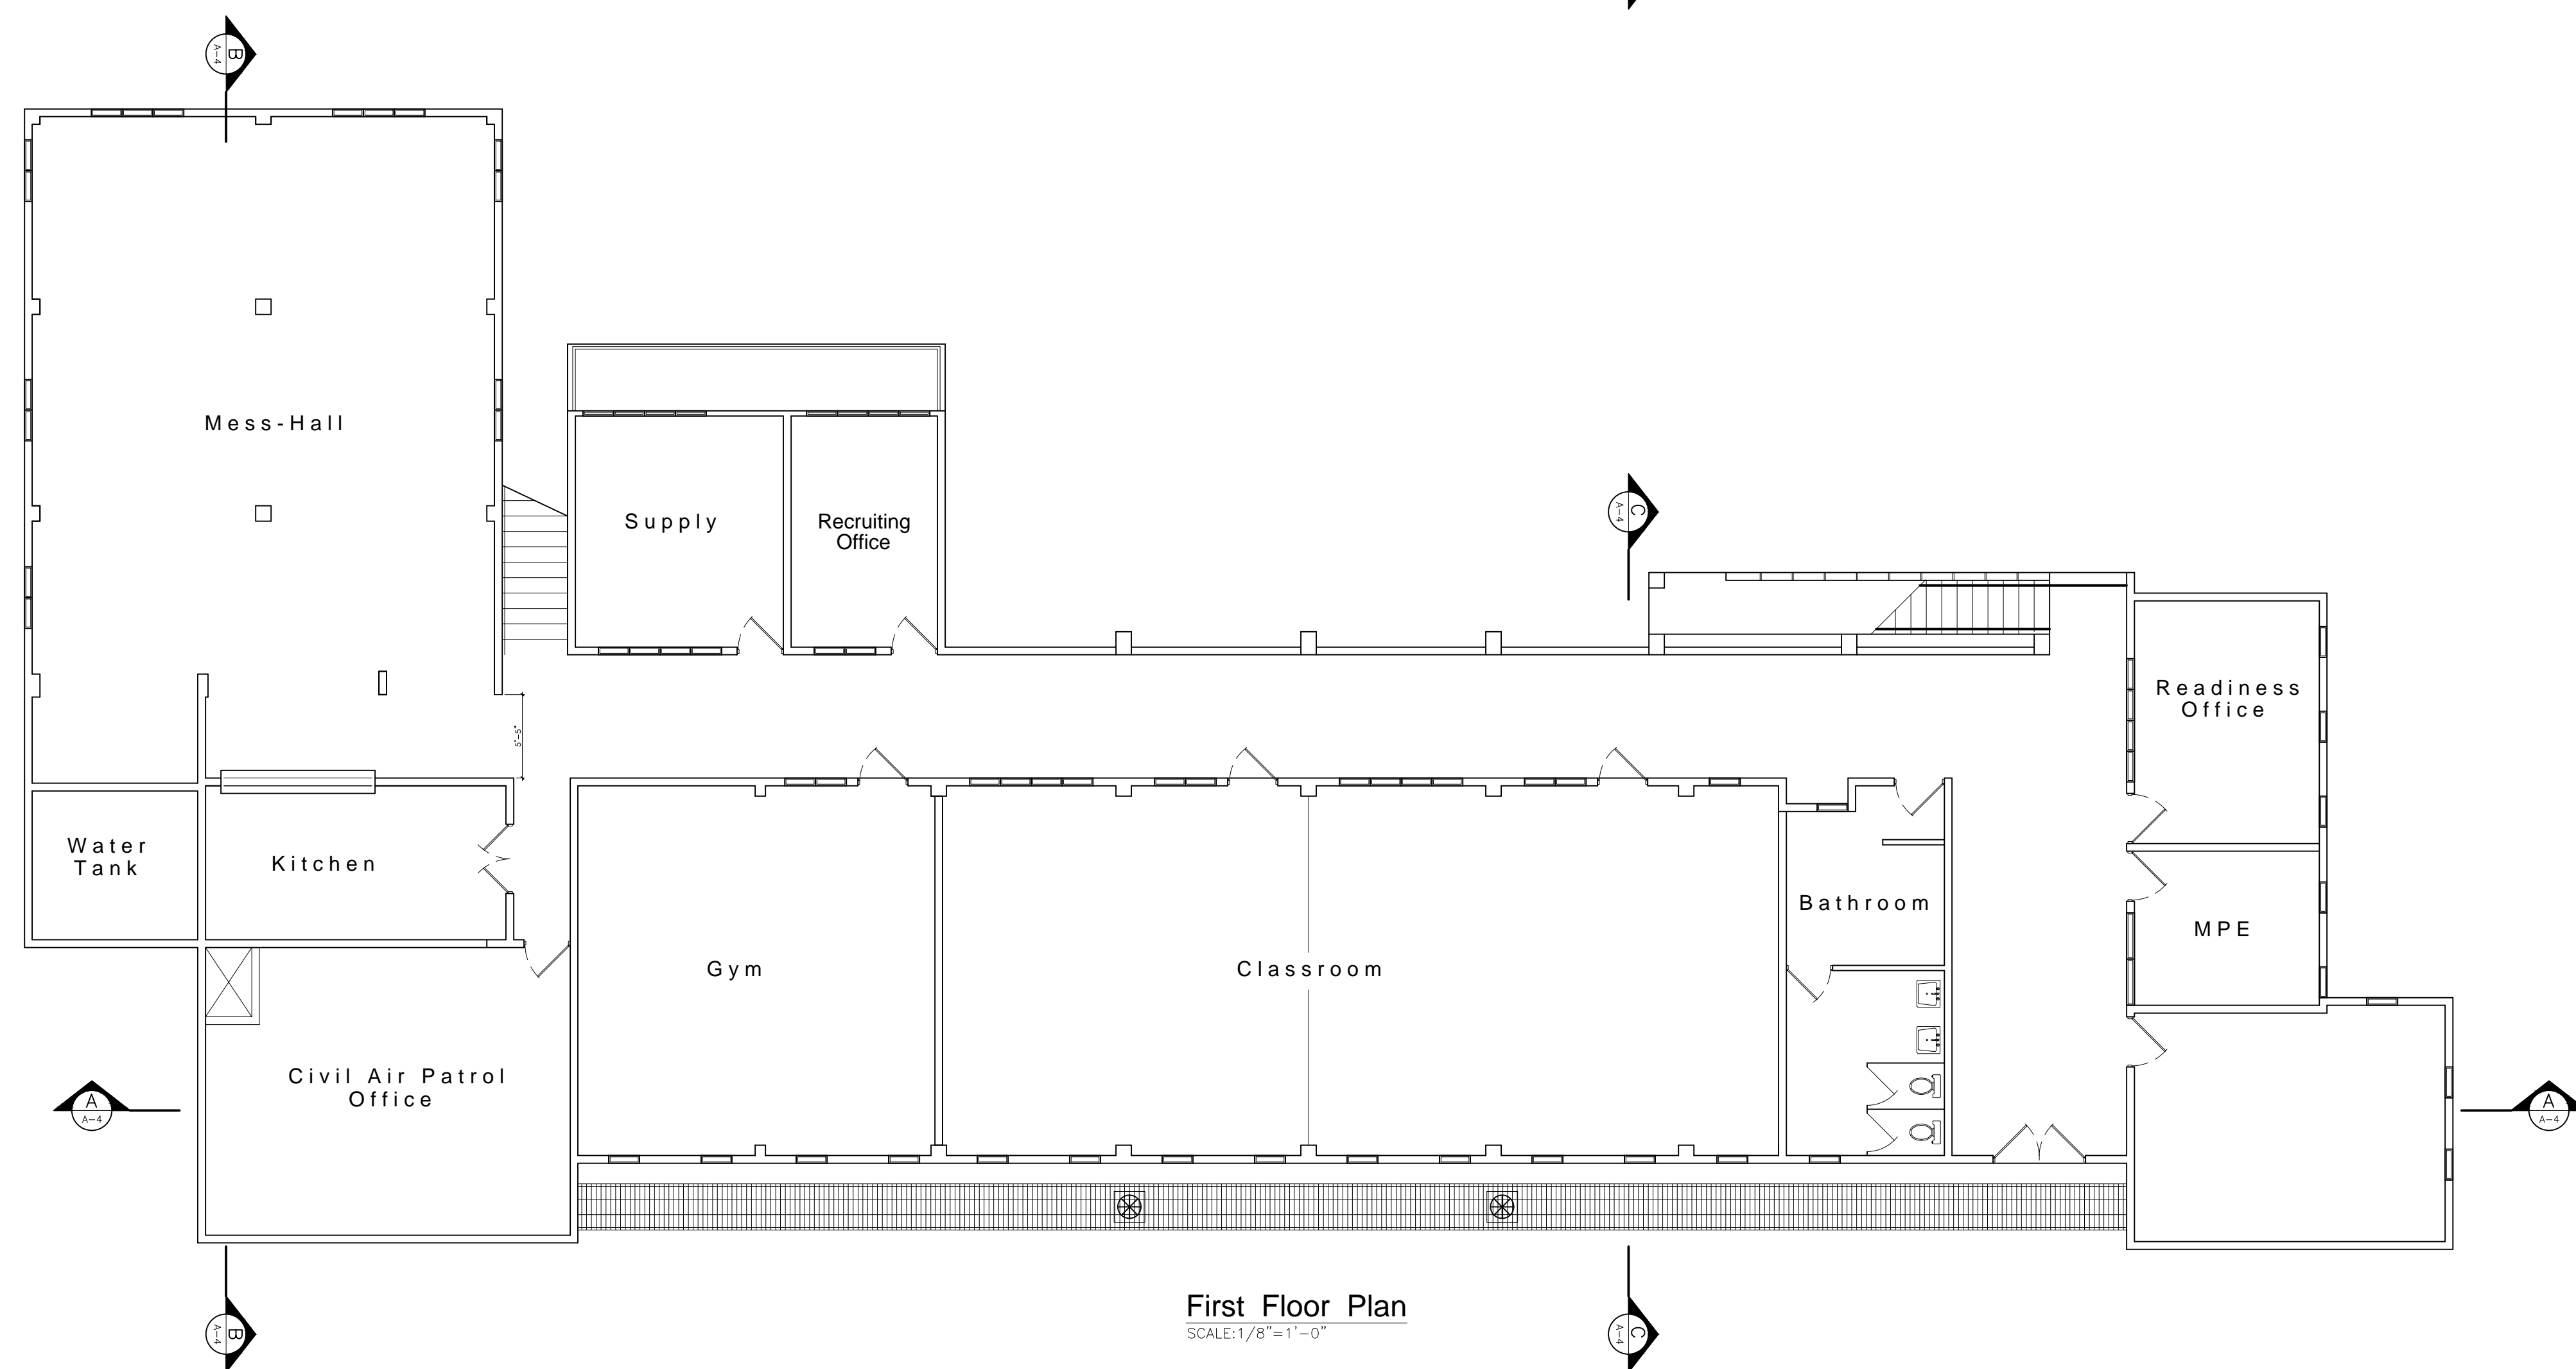 B
A-4
Mess-Hall
Supply
Recruiting
Office
C
A-4
Readiness
Office
5'-5"
Water
Tank
Kitchen
Bathroom
MPE
Gym
Classroom
Civil Air Patrol
Office
A
A-4
A
A-4
First Floor Plan
SCALE:1/8"=1'-0"
B
A-4
C
A-4